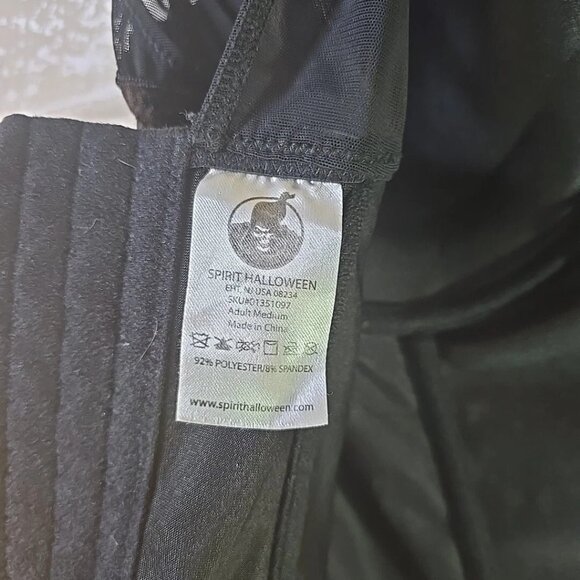 SPIRIT HALLOWEEN
EHT, NJ USA 08234
SKU#01351097
Adult Medium
Made in China
92% POLYESTER/8% SPANDEX
www.spirithalloween.com